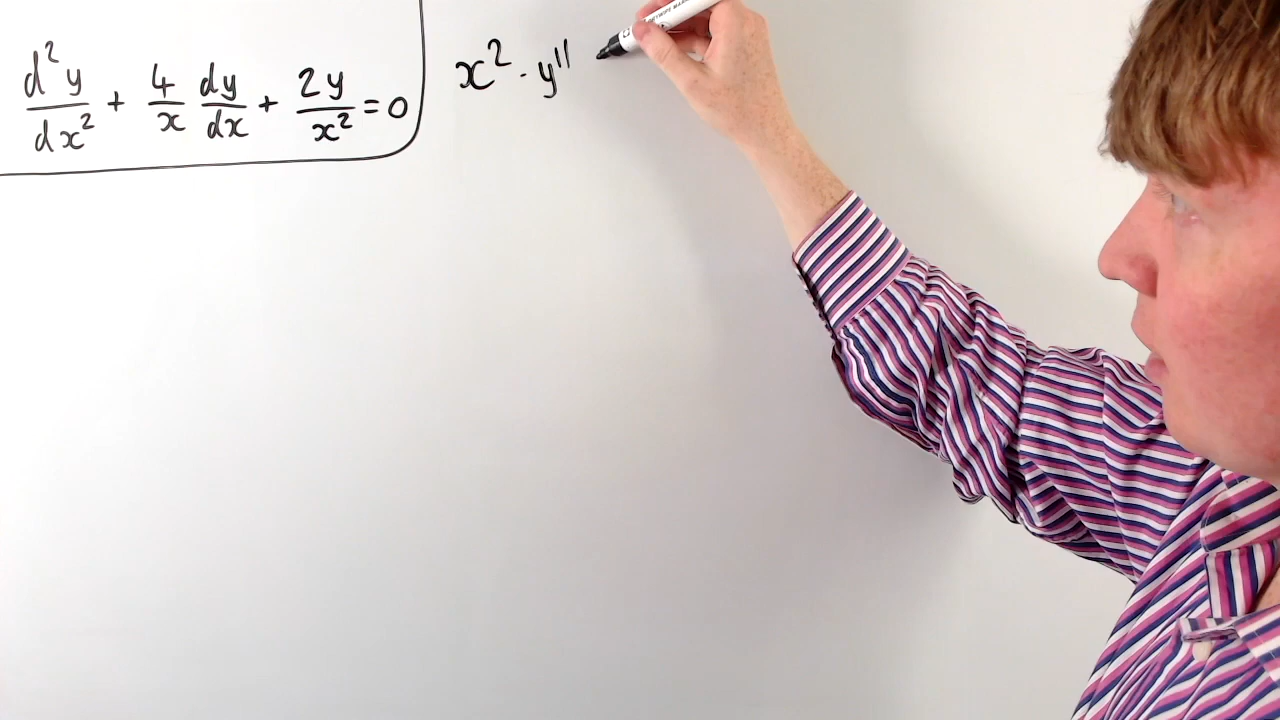 d²y/dx² + 4/x dy/dx + 2y/x² = 0
x² · y''